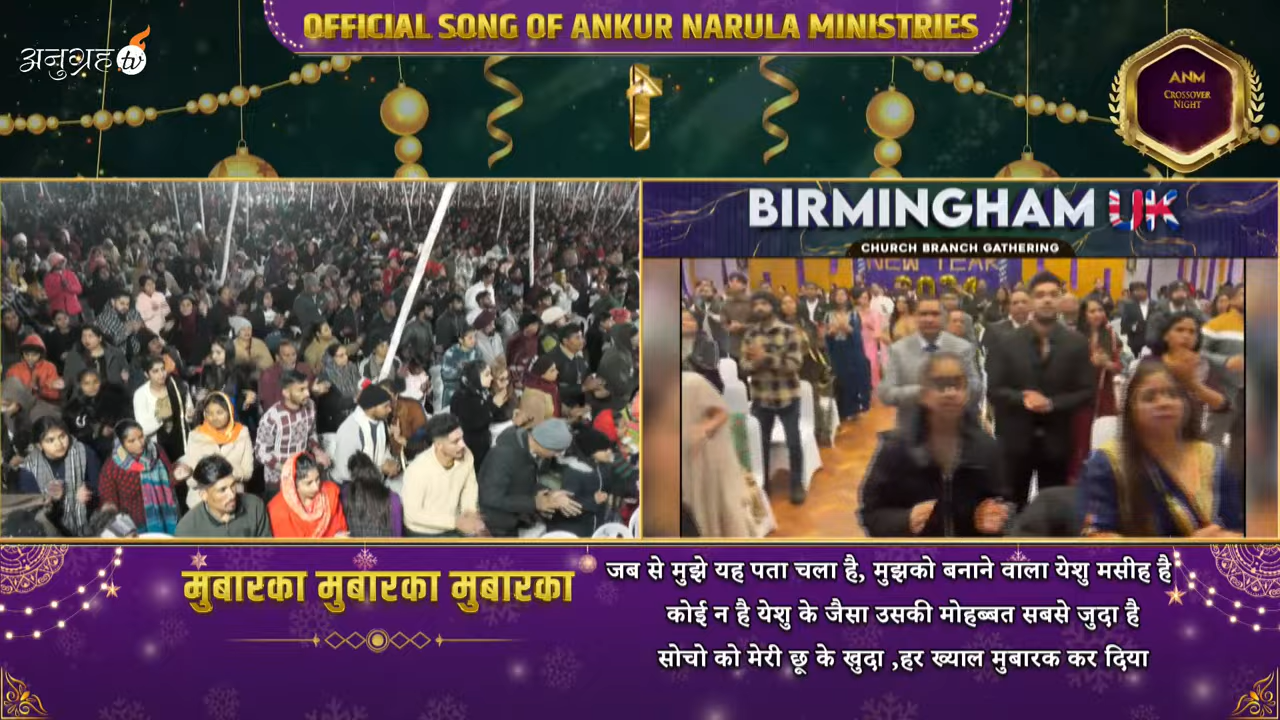 OFFICIAL SONG OF ANKUR NARULA MINISTRIES
अनुग्रह tv
ANM
CROSSOVER
NIGHT
BIRMINGHAM UK
CHURCH BRANCH GATHERING
NEW YEAR
2024
मुबारका मुबारका मुबारका
जब से मुझे यह पता चला है, मुझको बनाने वाला येशु मसीह है
कोई न है येशु के जैसा उसकी मोहब्बत सबसे जुदा है
सोचो को मेरी छू के खुदा ,हर ख्याल मुबारक कर दिया